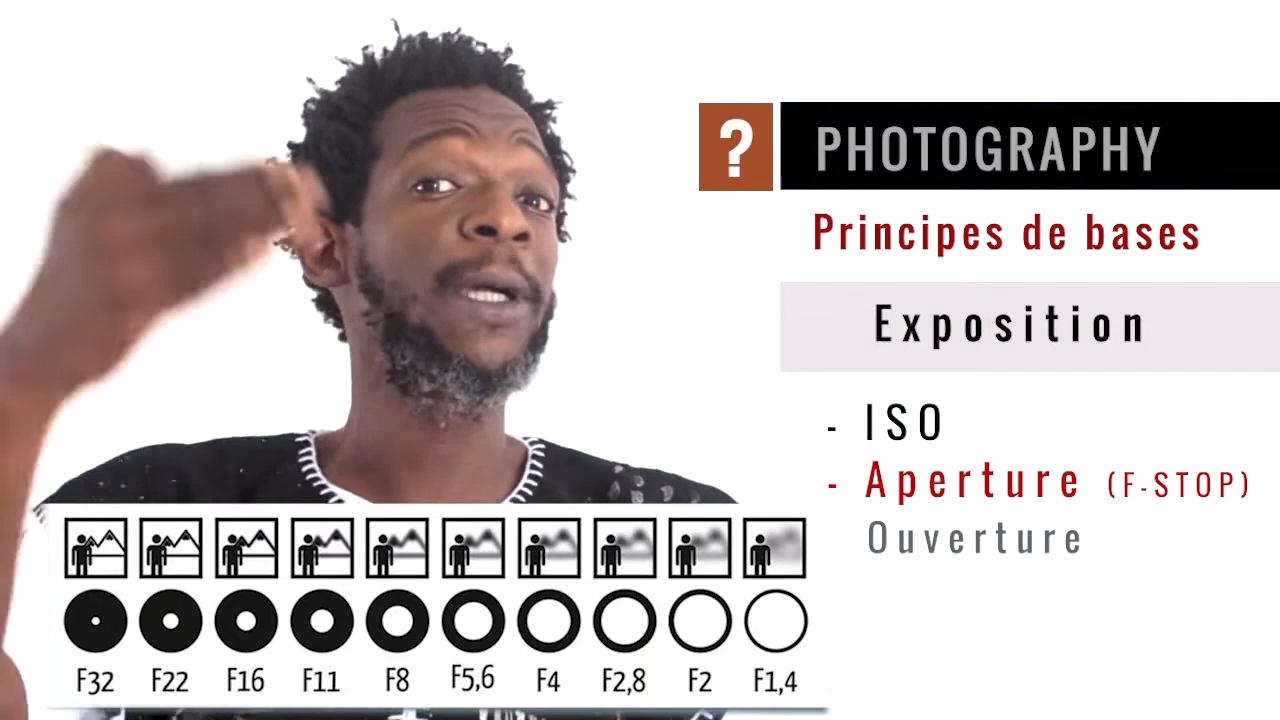 ? PHOTOGRAPHY
Principes de bases
Exposition
- ISO
- Aperture (F-STOP)
Ouverture
F32 F22 F16 F11 F8 F5,6 F4 F2,8 F2 F1,4